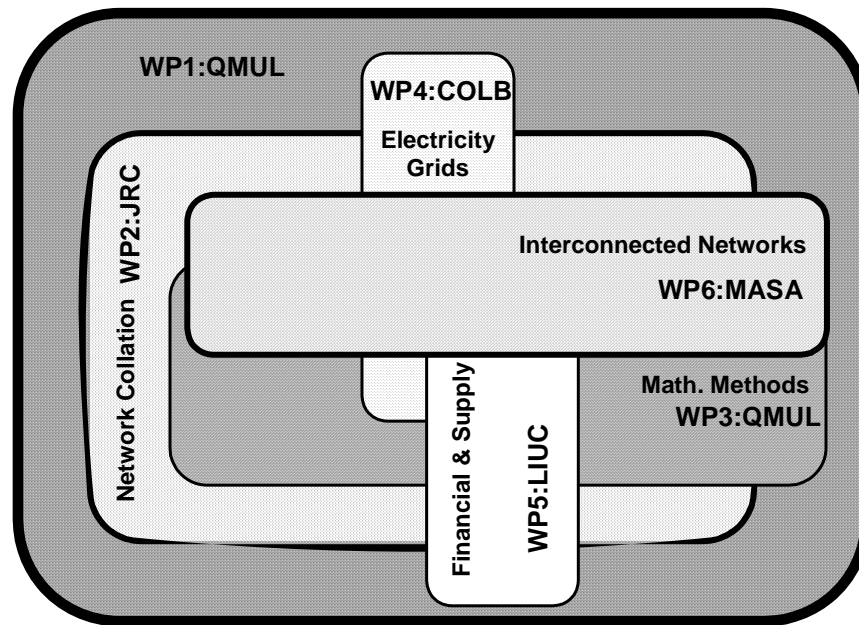 WP1:QMUL
WP4:COLB
Electricity
Grids
Network Collation WP2:JRC
Interconnected Networks
WP6:MASA
Math. Methods
WP3:QMUL
Financial & Supply
WP5:LIUC